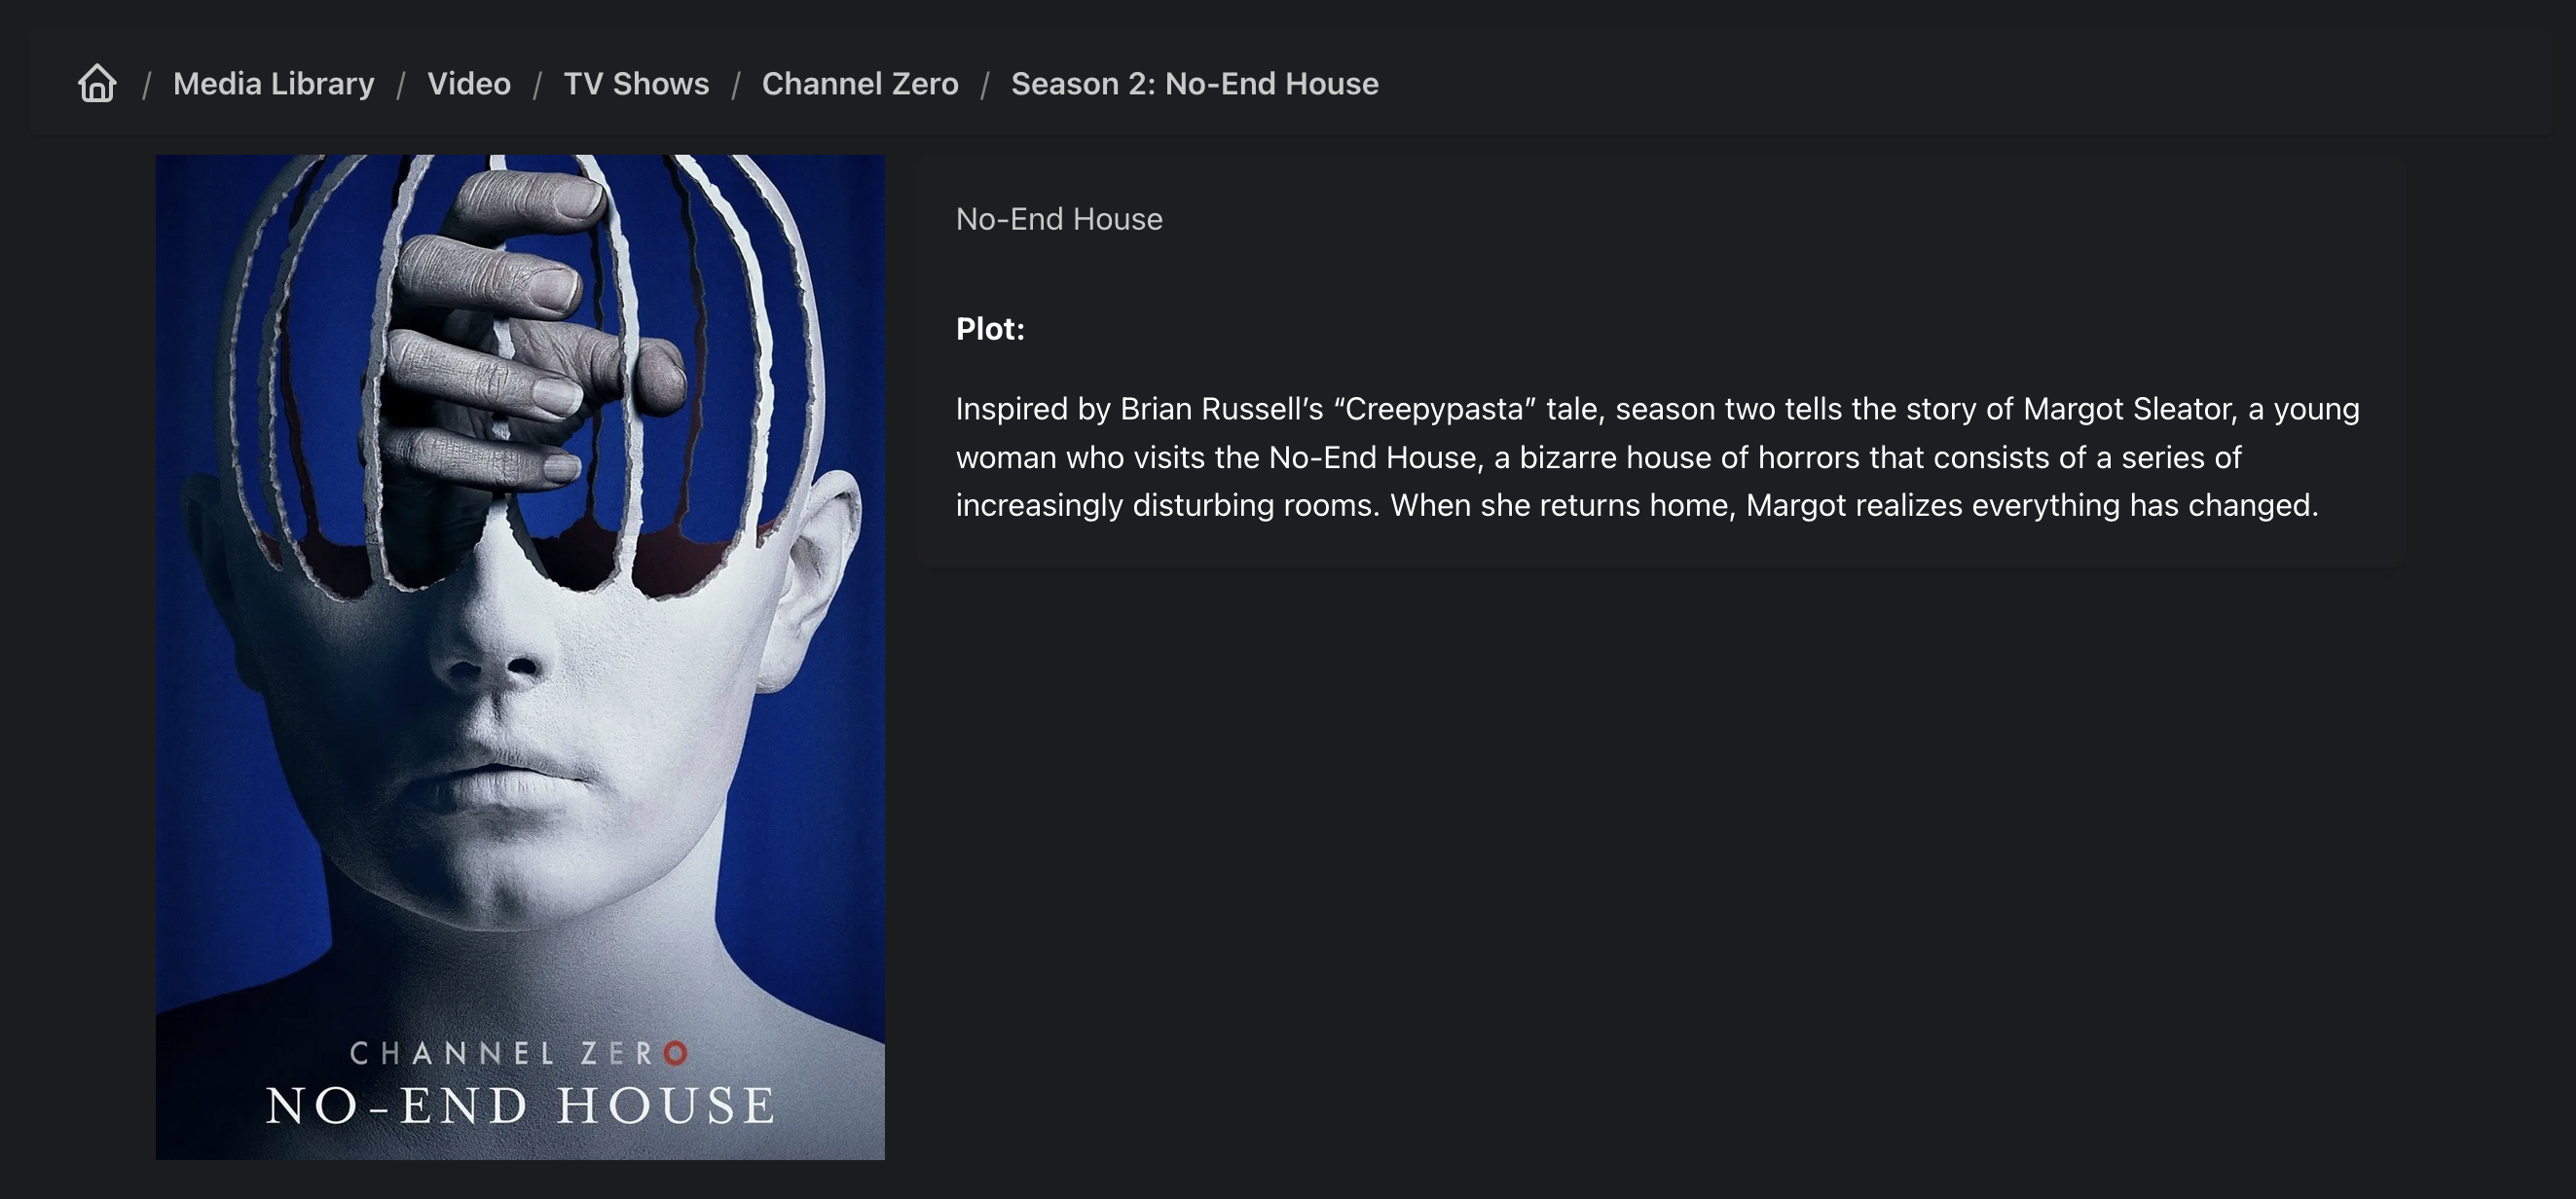 / Media Library / Video / TV Shows / Channel Zero / Season 2: No-End House
No-End House
Plot:
Inspired by Brian Russell’s “Creepypasta” tale, season two tells the story of Margot Sleator, a young
woman who visits the No-End House, a bizarre house of horrors that consists of a series of
increasingly disturbing rooms. When she returns home, Margot realizes everything has changed.
CHANNEL ZERO
NO-END HOUSE